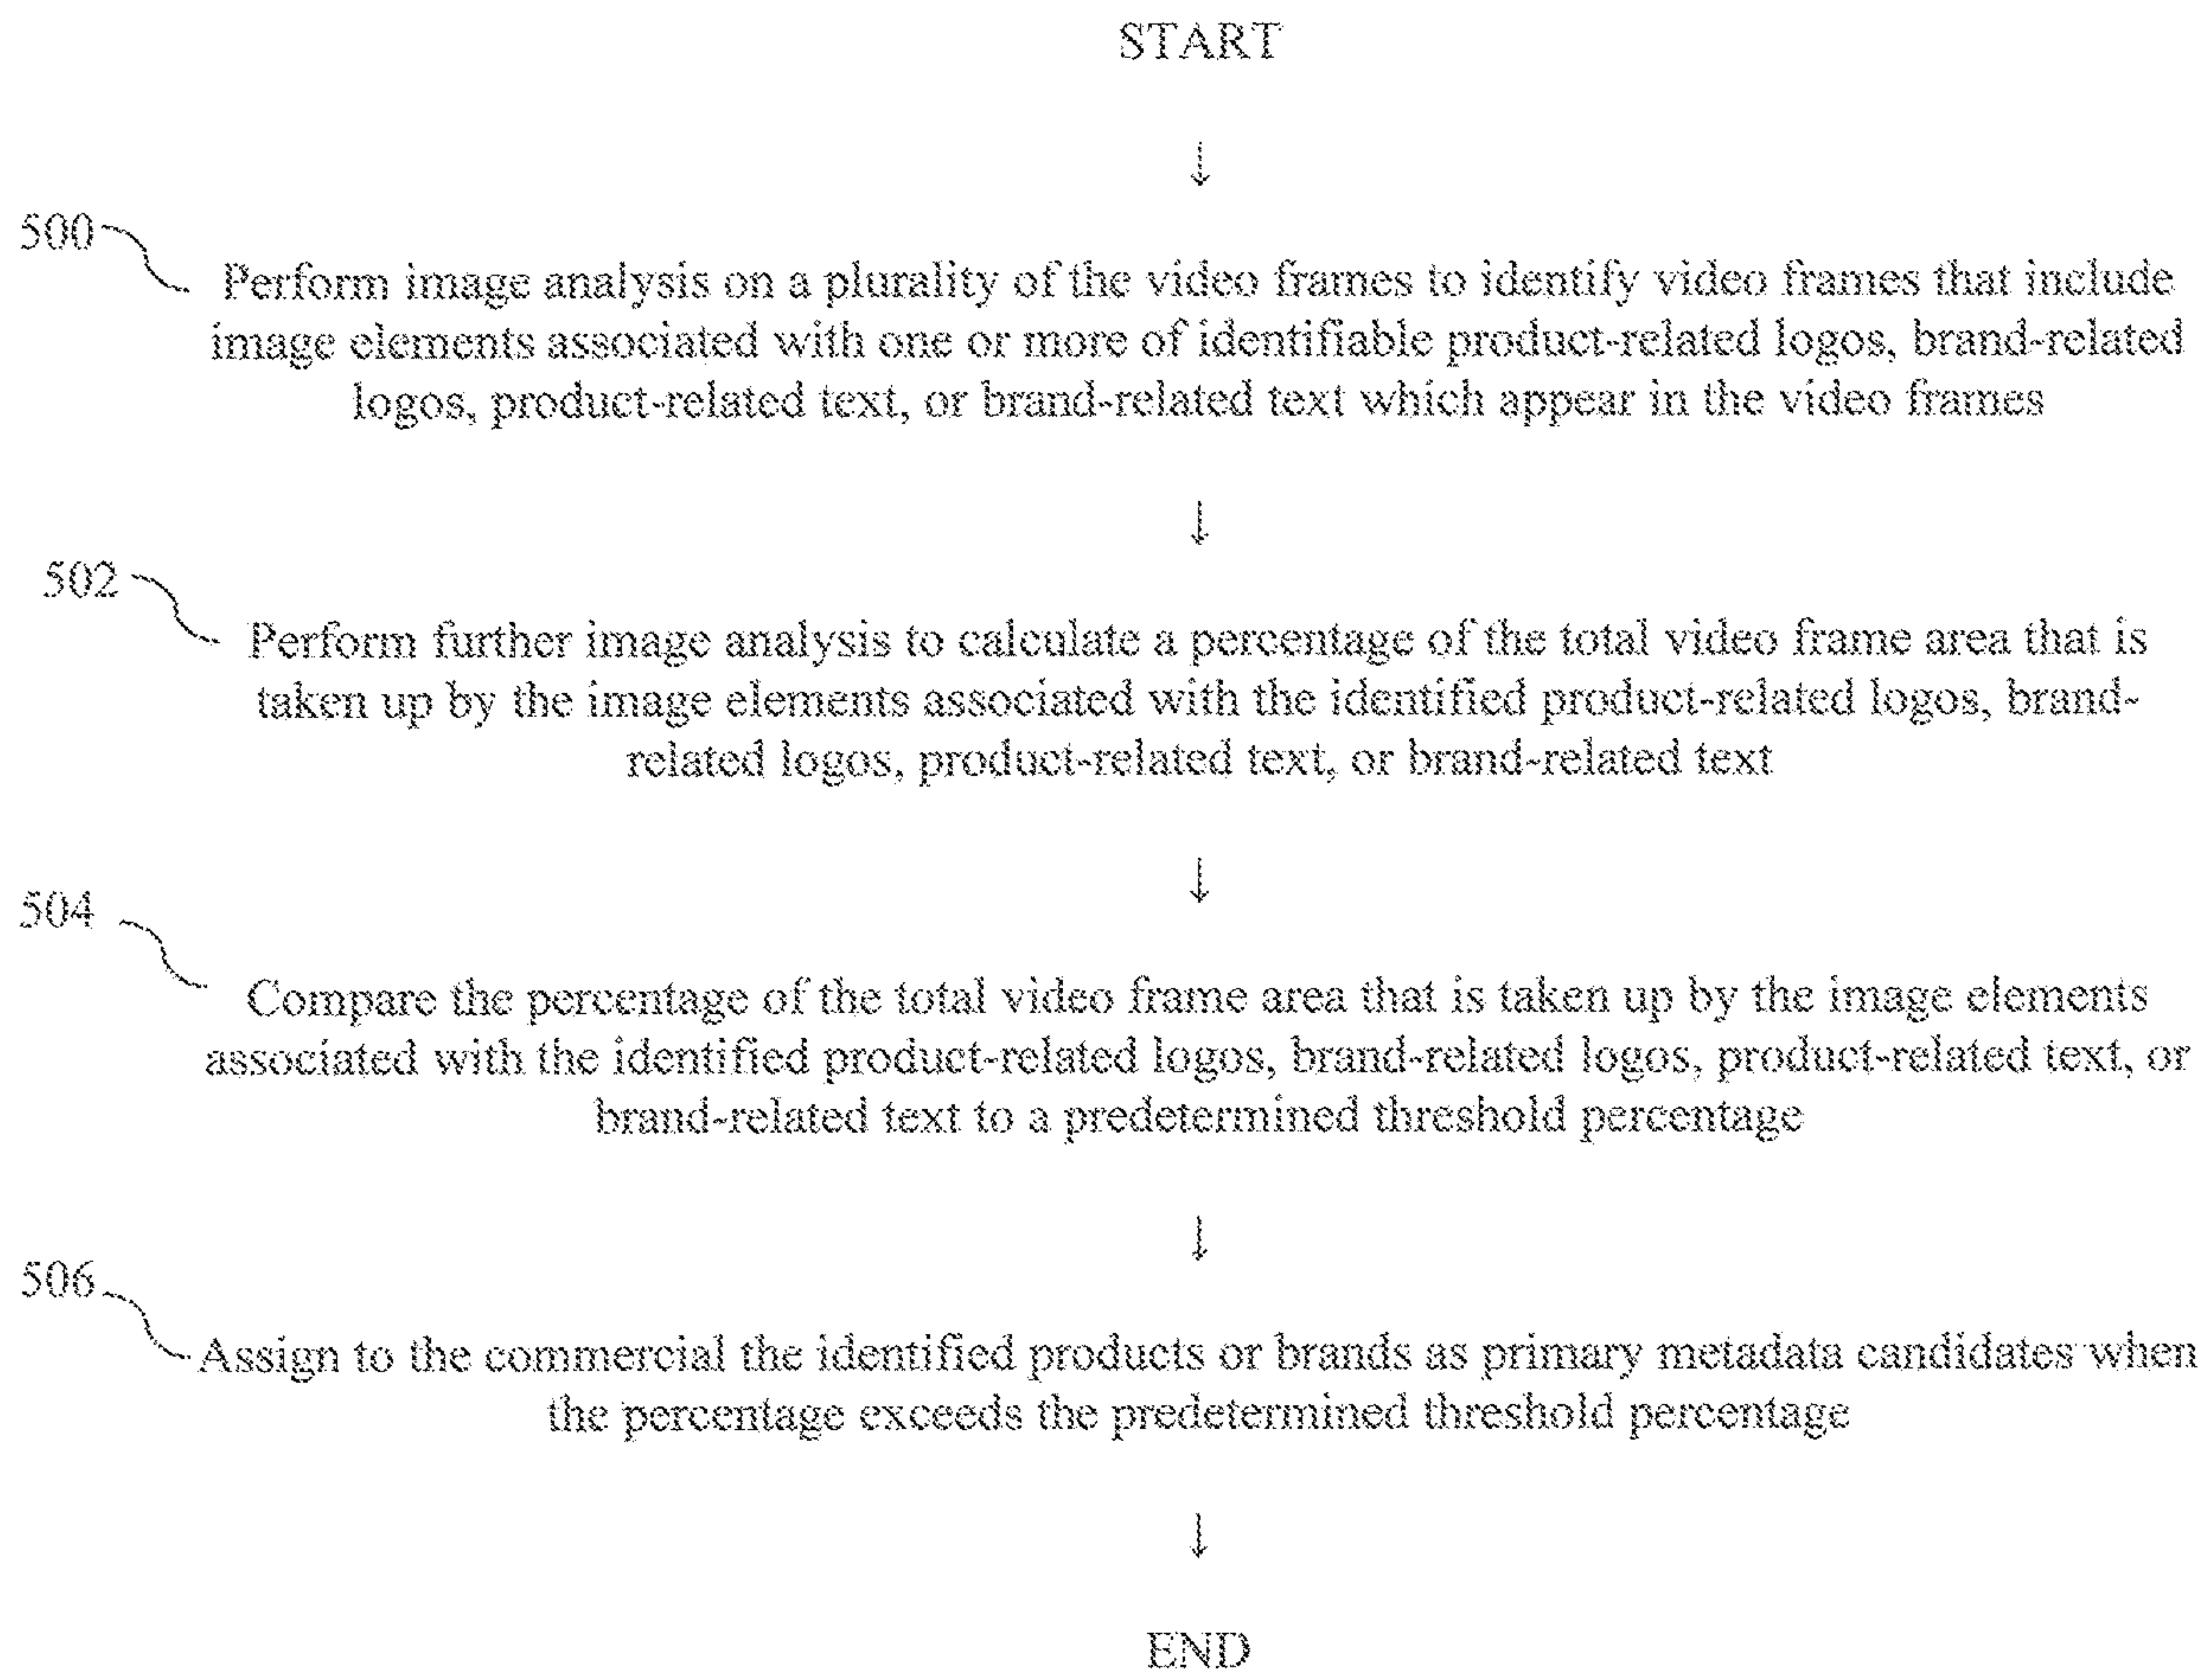 START
↓
500
Perform image analysis on a plurality of the video frames to identify video frames that include
image elements associated with one or more of identifiable product-related logos, brand-related
logos, product-related text, or brand-related text which appear in the video frames
↓
502
Perform further image analysis to calculate a percentage of the total video frame area that is
taken up by the image elements associated with the identified product-related logos, brand-
related logos, product-related text, or brand-related text
↓
504
Compare the percentage of the total video frame area that is taken up by the image elements
associated with the identified product-related logos, brand-related logos, product-related text, or
brand-related text to a predetermined threshold percentage
↓
506
Assign to the commercial the identified products or brands as primary metadata candidates when
the percentage exceeds the predetermined threshold percentage
↓
END